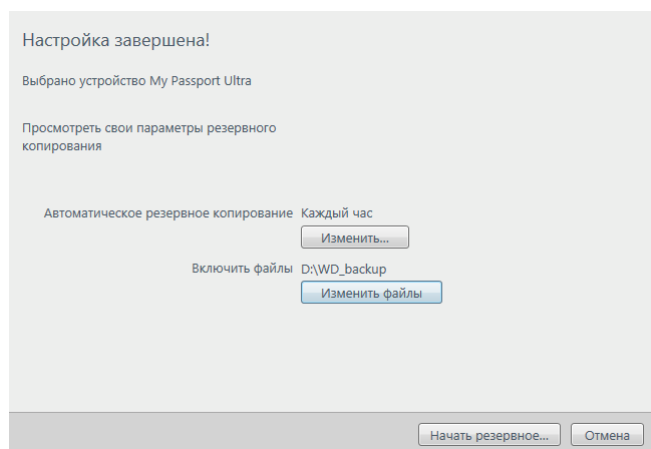 Настройка завершена!
Выбрано устройство My Passport Ultra
Просмотреть свои параметры резервного
копирования
Автоматическое резервное копирование Каждый час
Изменить...
Включить файлы D:\WD_backup
Изменить файлы
Начать резервное... Отмена